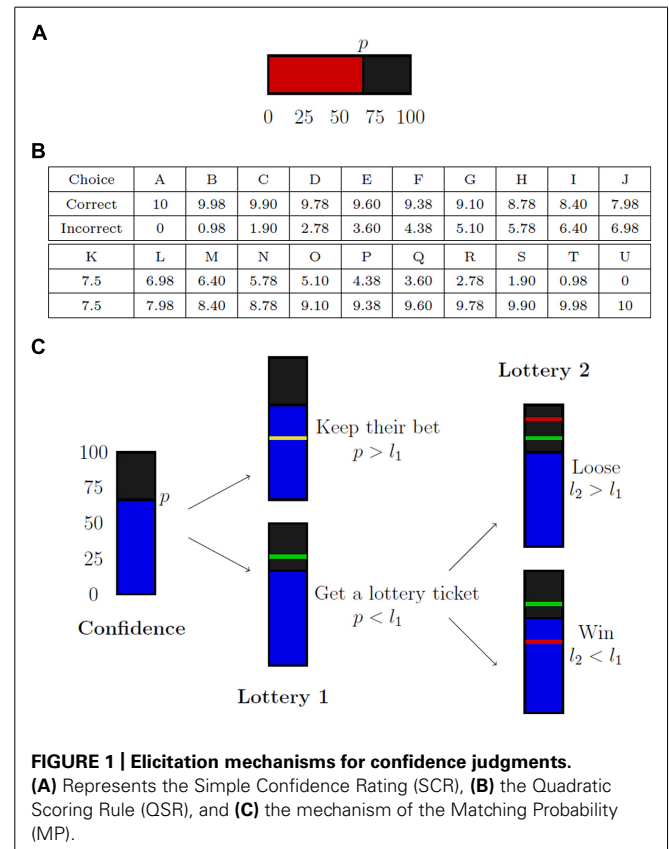 A
p
0 25 50 75 100
B
Choice A B C D E F G H I J
Correct 10 9.98 9.90 9.78 9.60 9.38 9.10 8.78 8.40 7.98
Incorrect 0 0.98 1.90 2.78 3.60 4.38 5.10 5.78 6.40 6.98
K L M N O P Q R S T U
7.5 6.98 6.40 5.78 5.10 4.38 3.60 2.78 1.90 0.98 0
7.5 7.98 8.40 8.78 9.10 9.38 9.60 9.78 9.90 9.98 10
C
100
75
50
25
0
p
Confidence
Keep their bet
p > l₁
Get a lottery ticket
p < l₁
Lottery 1
Lottery 2
Loose
l₂ > l₁
Win
l₂ < l₁
FIGURE 1 | Elicitation mechanisms for confidence judgments.
(A) Represents the Simple Confidence Rating (SCR), (B) the Quadratic
Scoring Rule (QSR), and (C) the mechanism of the Matching Probability
(MP).